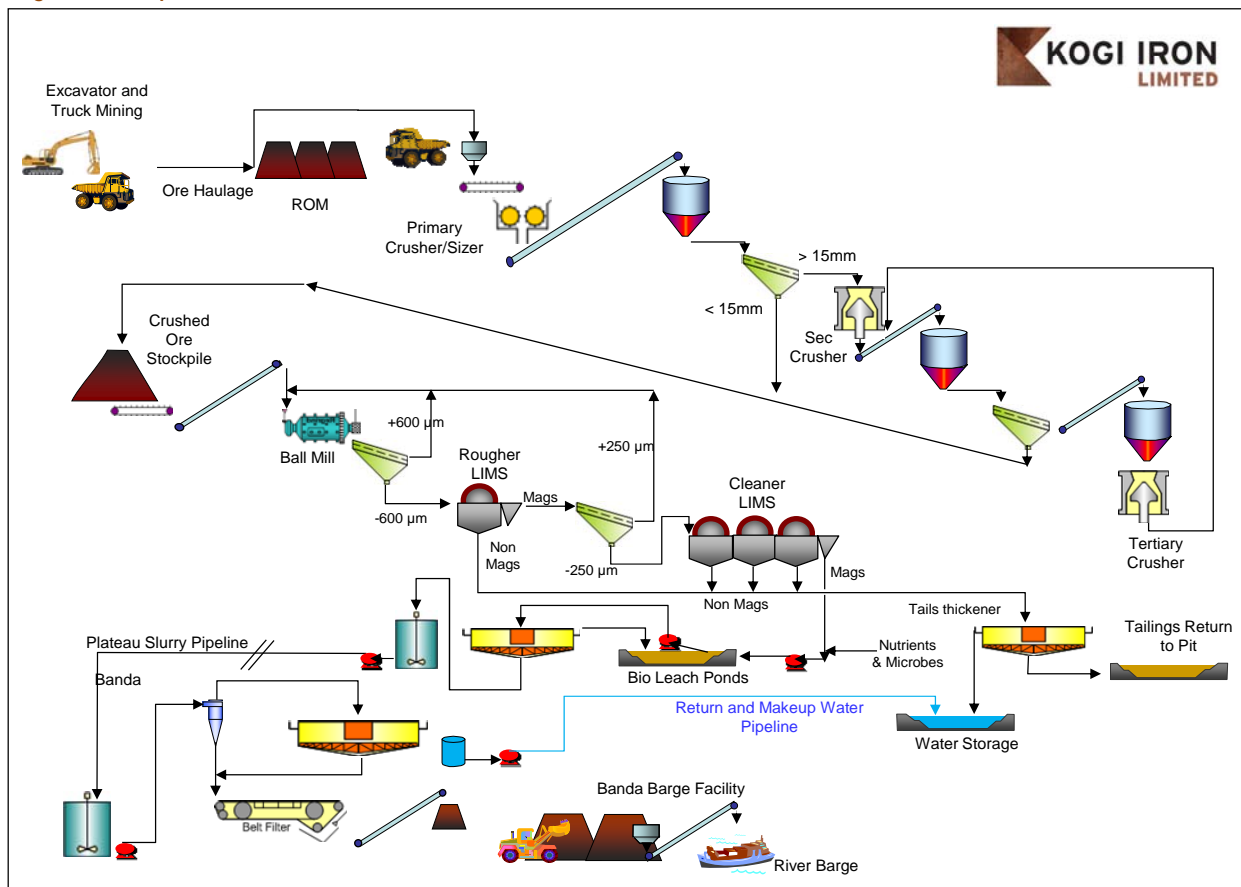 KOGI IRON
LIMITED
Excavator and
Truck Mining
Ore Haulage
ROM
Primary
Crusher/Sizer
> 15mm
< 15mm
Sec
Crusher
Crushed
Ore
Stockpile
Ball Mill
+600 µm
-600 µm
Rougher
LIMS
Mags
Non
Mags
+250 µm
-250 µm
Cleaner
LIMS
Mags
Non Mags
Tertiary
Crusher
Tails thickener
Tailings Return
to Pit
Nutrients
& Microbes
Bio Leach Ponds
Plateau Slurry Pipeline
Banda
Return and Makeup Water
Pipeline
Water Storage
Belt Filter
Banda Barge Facility
River Barge